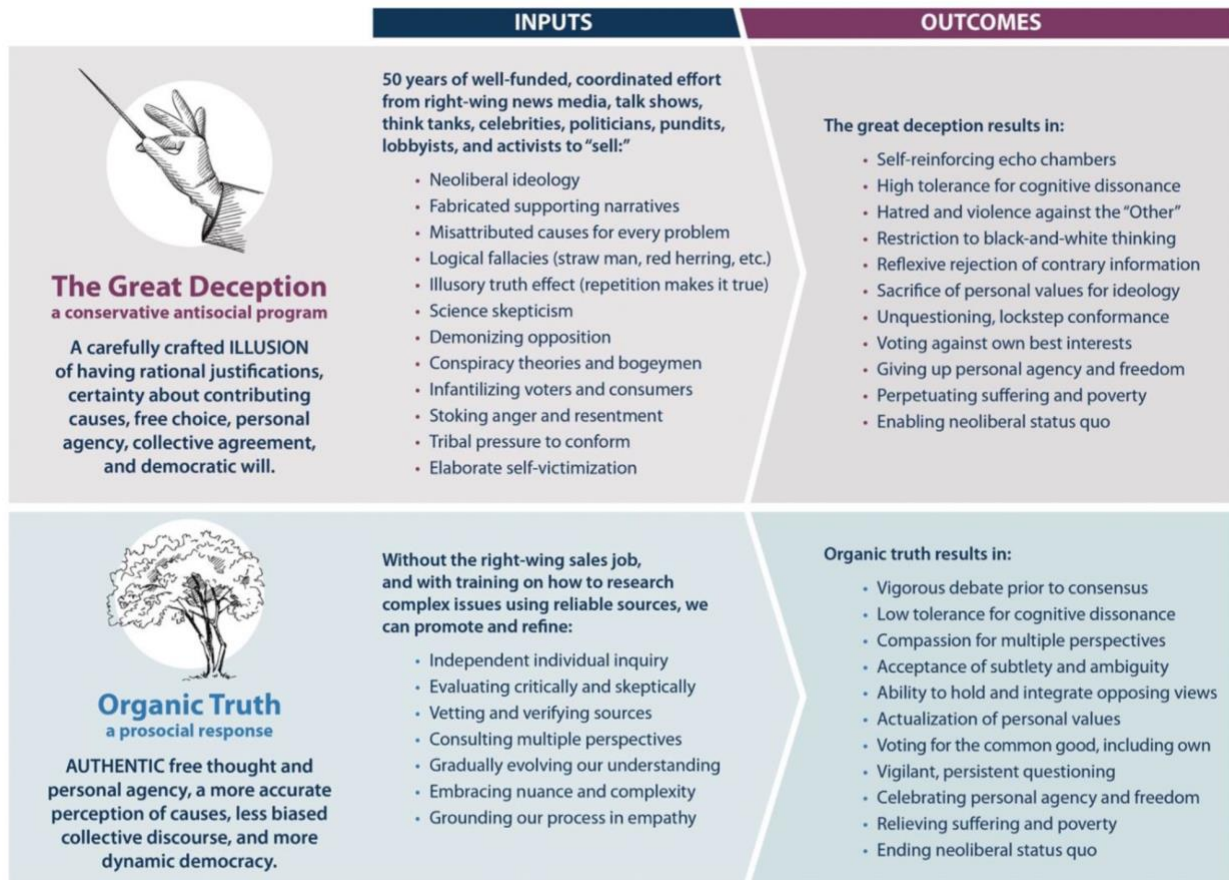 INPUTS
OUTCOMES
The Great Deception
a conservative antisocial program
A carefully crafted ILLUSION
of having rational justifications,
certainty about contributing
causes, free choice, personal
agency, collective agreement,
and democratic will.
50 years of well-funded, coordinated effort
from right-wing news media, talk shows,
think tanks, celebrities, politicians, pundits,
lobbyists, and activists to “sell:”
• Neoliberal ideology
• Fabricated supporting narratives
• Misattributed causes for every problem
• Logical fallacies (straw man, red herring, etc.)
• Illusory truth effect (repetition makes it true)
• Science skepticism
• Demonizing opposition
• Conspiracy theories and bogeymen
• Infantilizing voters and consumers
• Stoking anger and resentment
• Tribal pressure to conform
• Elaborate self-victimization
The great deception results in:
• Self-reinforcing echo chambers
• High tolerance for cognitive dissonance
• Hatred and violence against the “Other”
• Restriction to black-and-white thinking
• Reflexive rejection of contrary information
• Sacrifice of personal values for ideology
• Unquestioning, lockstep conformance
• Voting against own best interests
• Giving up personal agency and freedom
• Perpetuating suffering and poverty
• Enabling neoliberal status quo
Organic Truth
a prosocial response
AUTHENTIC free thought and
personal agency, a more accurate
perception of causes, less biased
collective discourse, and more
dynamic democracy.
Without the right-wing sales job,
and with training on how to research
complex issues using reliable sources, we
can promote and refine:
• Independent individual inquiry
• Evaluating critically and skeptically
• Vetting and verifying sources
• Consulting multiple perspectives
• Gradually evolving our understanding
• Embracing nuance and complexity
• Grounding our process in empathy
Organic truth results in:
• Vigorous debate prior to consensus
• Low tolerance for cognitive dissonance
• Compassion for multiple perspectives
• Acceptance of subtlety and ambiguity
• Ability to hold and integrate opposing views
• Actualization of personal values
• Voting for the common good, including own
• Vigilant, persistent questioning
• Celebrating personal agency and freedom
• Relieving suffering and poverty
• Ending neoliberal status quo